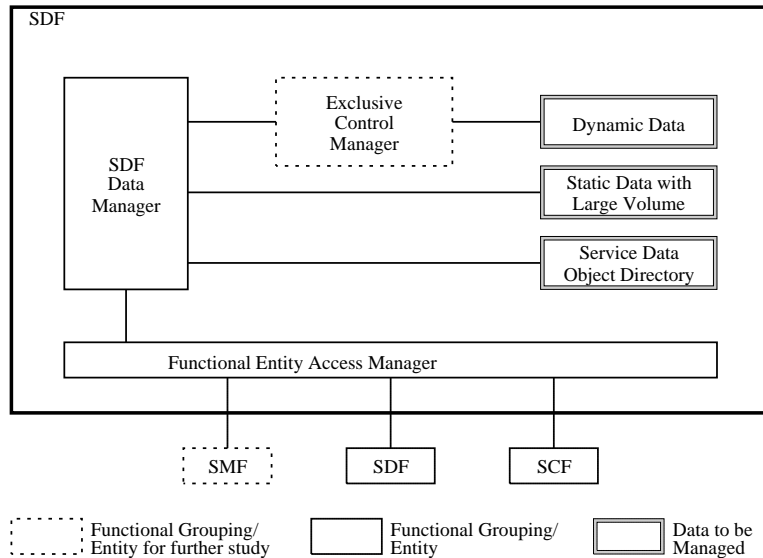 SDF
SDF
Data
Manager
Exclusive
Control
Manager
Dynamic Data
Static Data with
Large Volume
Service Data
Object Directory
Functional Entity Access Manager
SMF
SDF
SCF
Functional Grouping/
Entity for further study
Functional Grouping/
Entity
Data to be
Managed